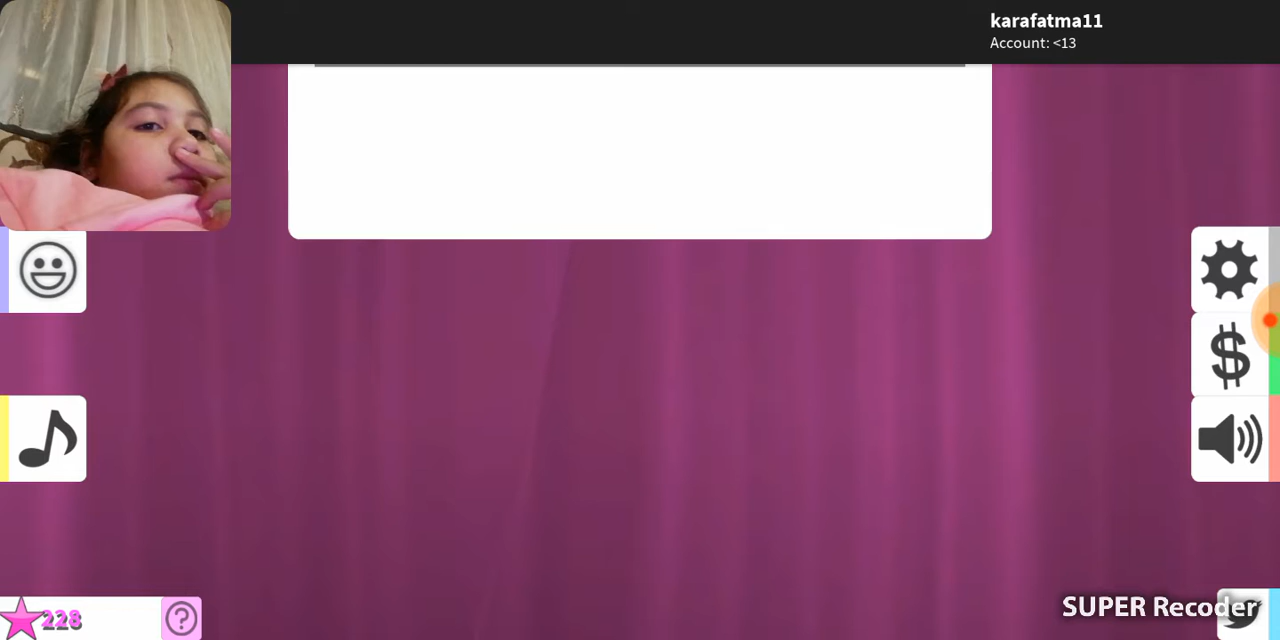 karafatma11
Account: <13
228
?
SUPER Recoder